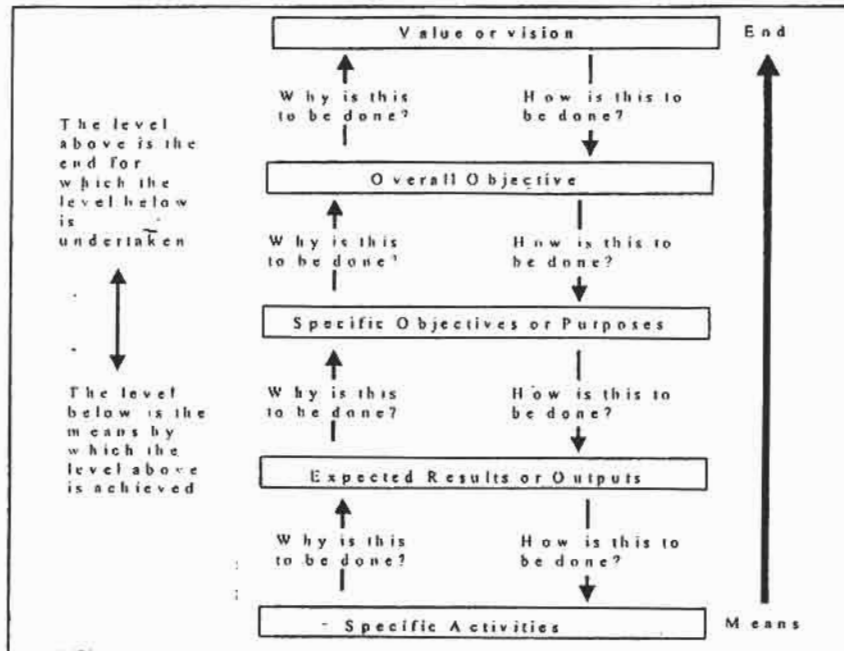 Value or vision
End
Why is this
to be done?
How is this to
be done?
The level
above is the
end for
which the
level below
is
undertaken
Overall Objective
Why is this
to be done?
How is this to
be done?
Specific Objectives or Purposes
The level
below is the
means by
which the
level above
is achieved
Why is this
to be done?
How is this to
be done?
Expected Results or Outputs
Why is this
to be done?
How is this to
be done?
Specific Activities
Means